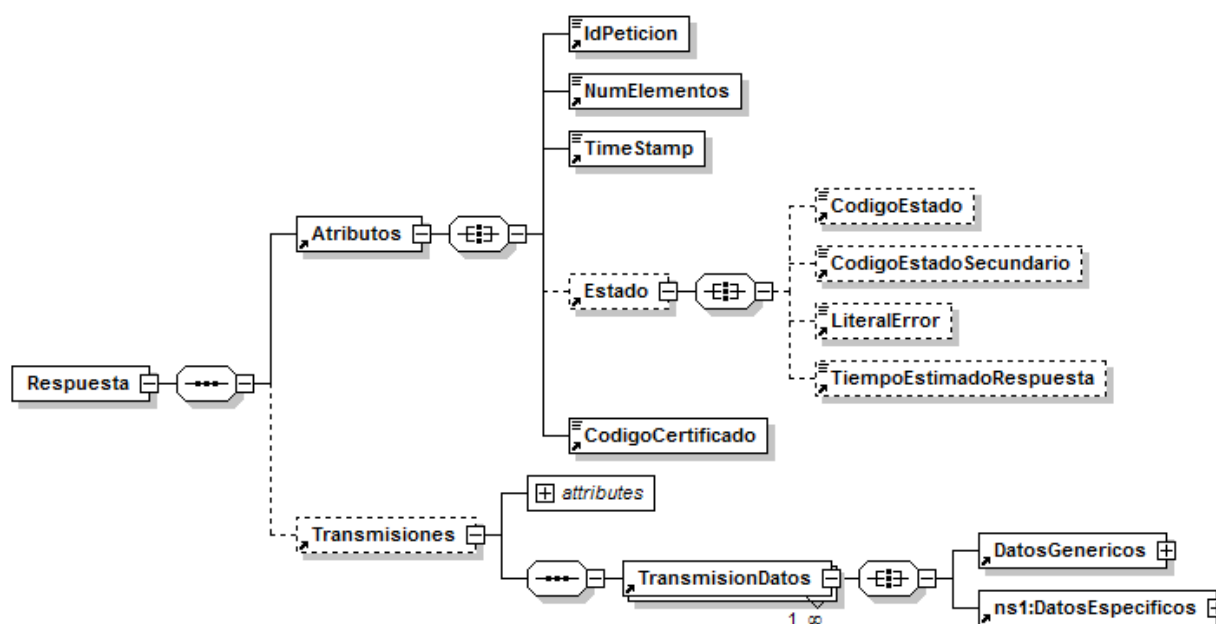 IdPeticion
NumElementos
TimeStamp
Atributos
CodigoEstado
CodigoEstadoSecundario
Estado
LiteralError
TiempoEstimadoRespuesta
Respuesta
CodigoCertificado
attributes
Transmisiones
DatosGenericos
TransmisionDatos
1 ∞
ns1:DatosEspecificos